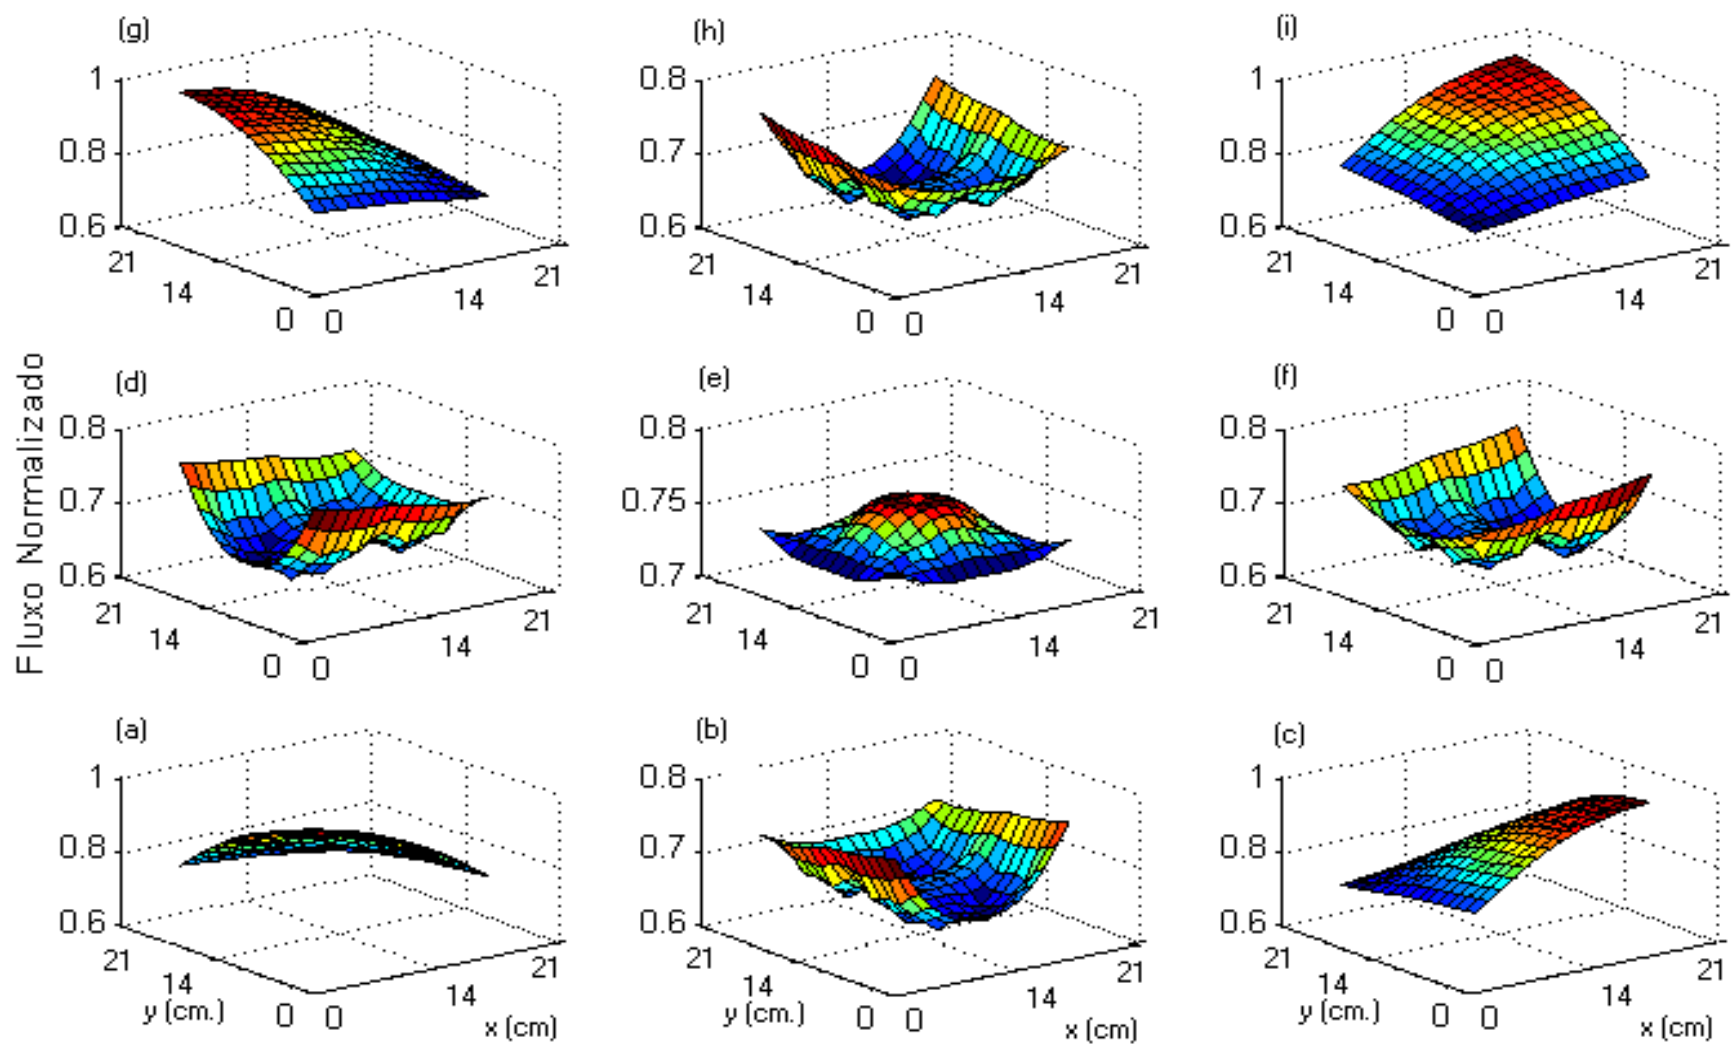 (g) (h) (i)
1 0.8 1
0.8 0.7 0.8
0.6 0.6 0.6
21 21 21 21 21 21
14 14 14 14 14 14
0 0 0 0 0 0
Fluxo Normalizado
(d) (e) (f)
0.8 0.8 0.8
0.7 0.75 0.7
0.6 0.7 0.6
21 21 21 21 21 21
14 14 14 14 14 14
0 0 0 0 0 0
(a) (b) (c)
1 0.8 1
0.8 0.7 0.8
0.6 0.6 0.6
21 21 21 21 21 21
14 14 14 14 14 14
y (cm.) 0 0 x (cm) y (cm.) 0 0 x (cm) y (cm.) 0 0 x (cm)